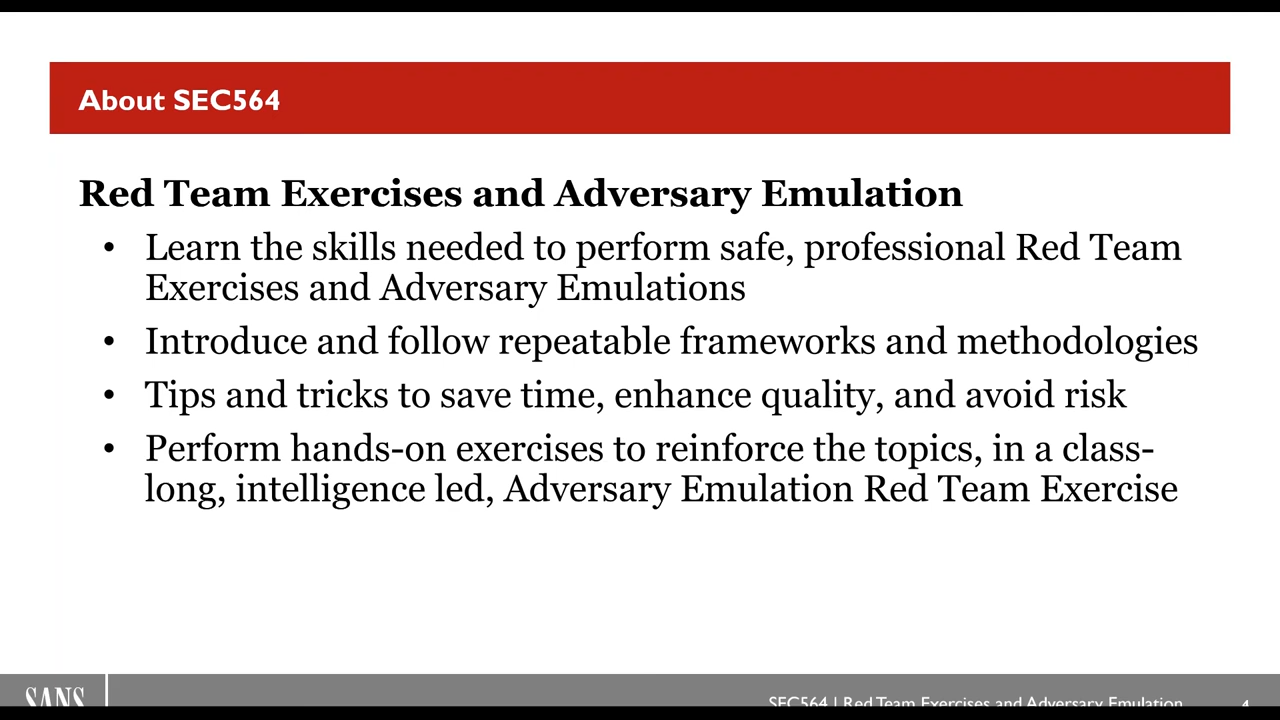 About SEC564
Red Team Exercises and Adversary Emulation
• Learn the skills needed to perform safe, professional Red Team
Exercises and Adversary Emulations
• Introduce and follow repeatable frameworks and methodologies
• Tips and tricks to save time, enhance quality, and avoid risk
• Perform hands-on exercises to reinforce the topics, in a class-
long, intelligence led, Adversary Emulation Red Team Exercise
SANS
SEC564 | Red Team Exercises and Adversary Emulation
4